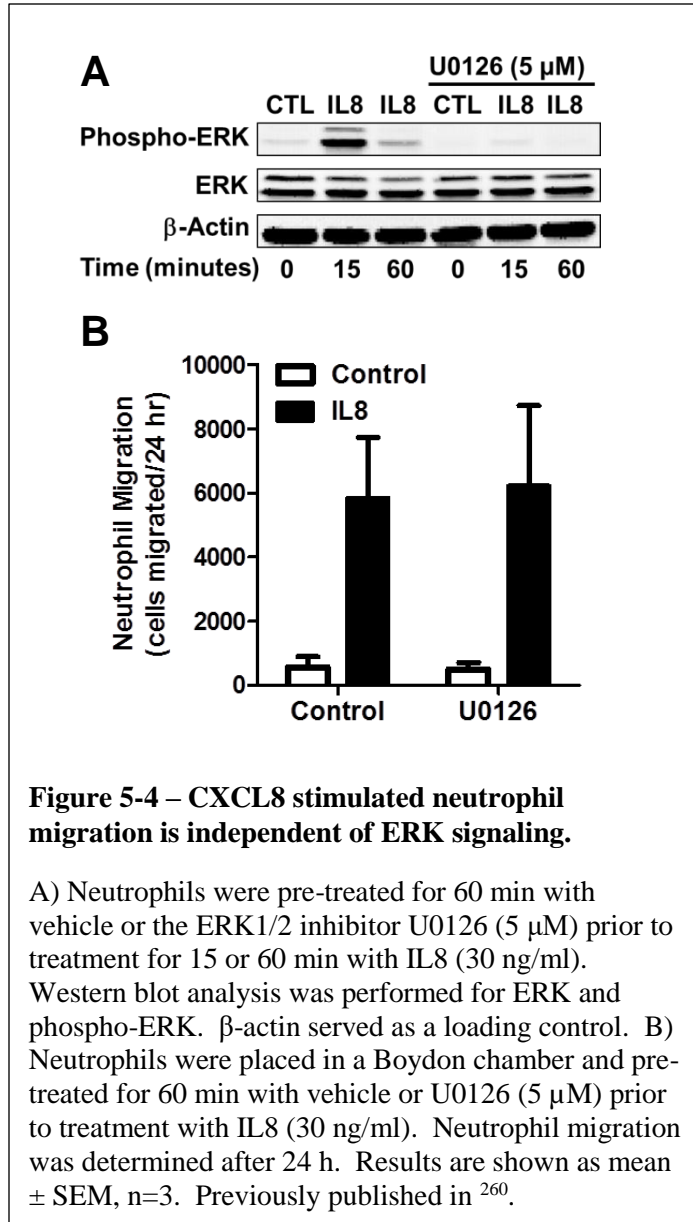 A
U0126 (5 μM)
CTL IL8 IL8 CTL IL8 IL8
Phospho-ERK
ERK
β-Actin
Time (minutes) 0 15 60 0 15 60
B
10000
8000
6000
4000
2000
0
Neutrophil Migration
(cells migrated/24 hr)
Control
IL8
Control U0126
Figure 5-4 – CXCL8 stimulated neutrophil
migration is independent of ERK signaling.
A) Neutrophils were pre-treated for 60 min with
vehicle or the ERK1/2 inhibitor U0126 (5 μM) prior to
treatment for 15 or 60 min with IL8 (30 ng/ml).
Western blot analysis was performed for ERK and
phospho-ERK.  β-actin served as a loading control.  B)
Neutrophils were placed in a Boydon chamber and pre-
treated for 60 min with vehicle or U0126 (5 µM) prior
to treatment with IL8 (30 ng/ml).  Neutrophil migration
was determined after 24 h.  Results are shown as mean
± SEM, n=3.  Previously published in 260.